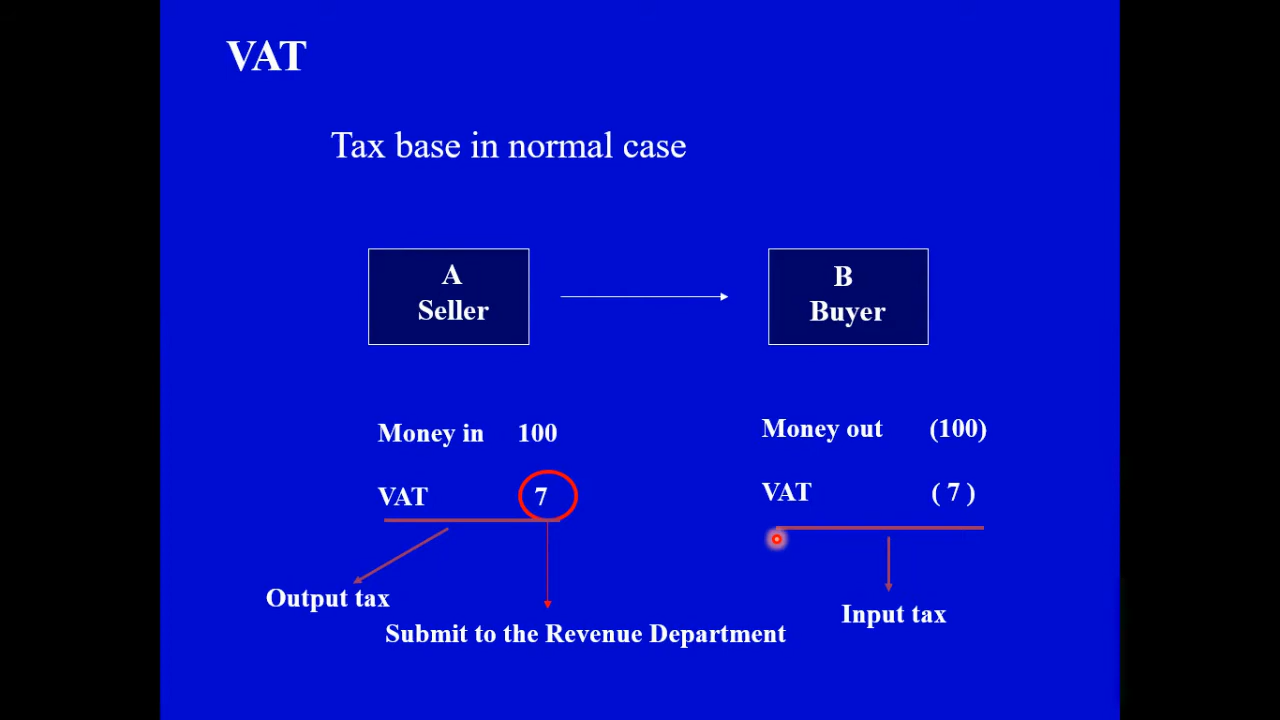 VAT
Tax base in normal case
A
Seller
B
Buyer
Money in 100
VAT 7
Output tax
Submit to the Revenue Department
Money out (100)
VAT ( 7 )
Input tax